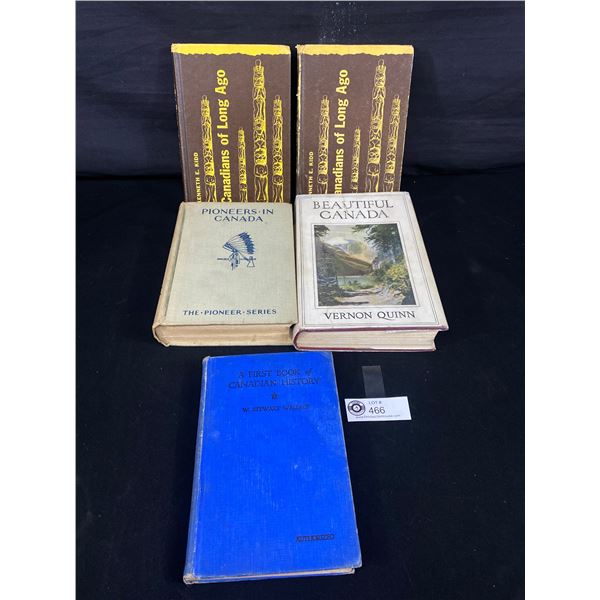 KENNETH E. KIDD
Canadians of Long Ago
KENNETH E. KIDD
Canadians of Long Ago
PIONEERS·IN
CANADA
THE·PIONEER·SERIES
BEAUTIFUL
CANADA
VERNON QUINN
A FIRST BOOK of
CANADIAN HISTORY
W. STEWART WALLACE
AUTHORIZED
LOT #
466